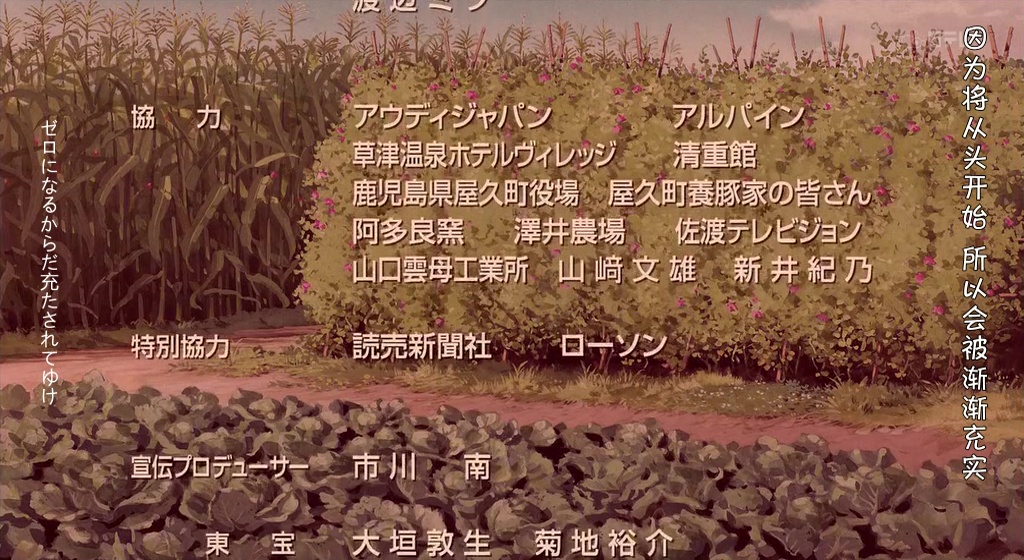 協 力 アウディジャパン アルパイン
草津温泉ホテルヴィレッジ 清重館
鹿児島県屋久町役場 屋久町養豚家の皆さん
阿多良窯 澤井農場 佐渡テレビジョン
山口雲母工業所 山﨑文雄 新井紀乃
特別協力 読売新聞社 ローソン
宣伝プロデューサー 市川 南
東 宝 大垣敦生 菊地裕介
因为将从头开始 所以会被渐渐充实
ゼロになるからだ充たされてゆけ